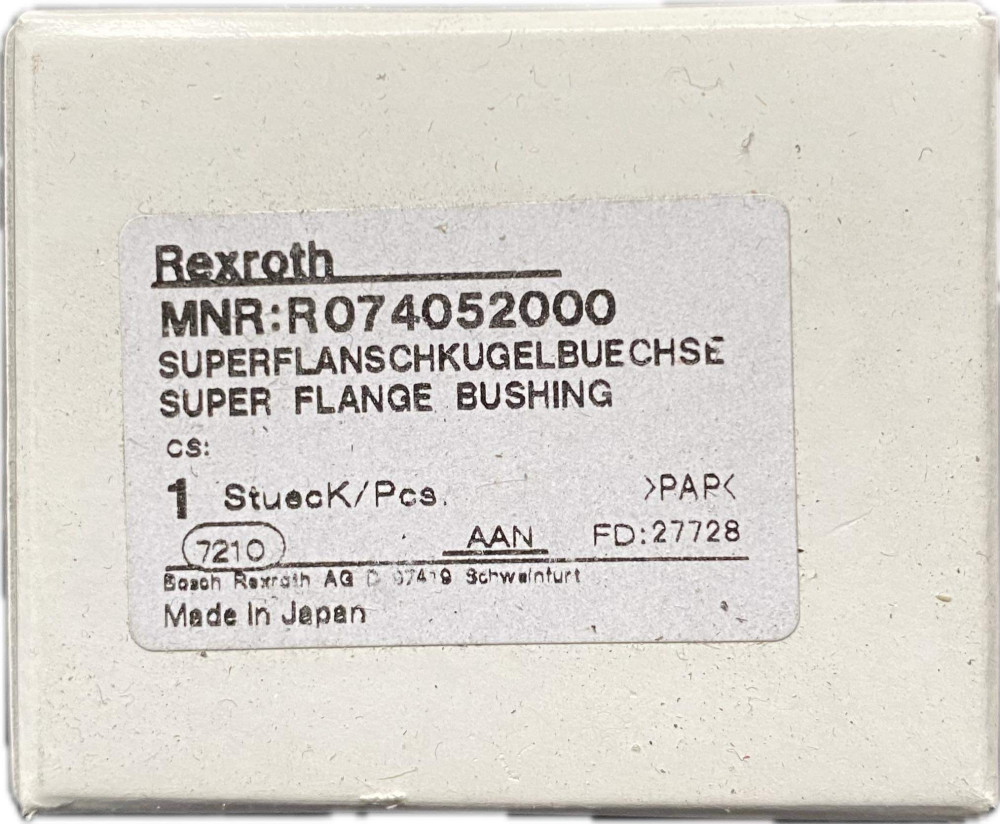 Rexroth
MNR:R074052000
SUPERFLANSCHKUGELBUECHSE
SUPER FLANGE BUSHING
CS:
1 StuecK/Pcs. >PAP<
7210 AAN FD:27728
Bosch Rexroth AG D 97419 Schweinfurt
Made In Japan